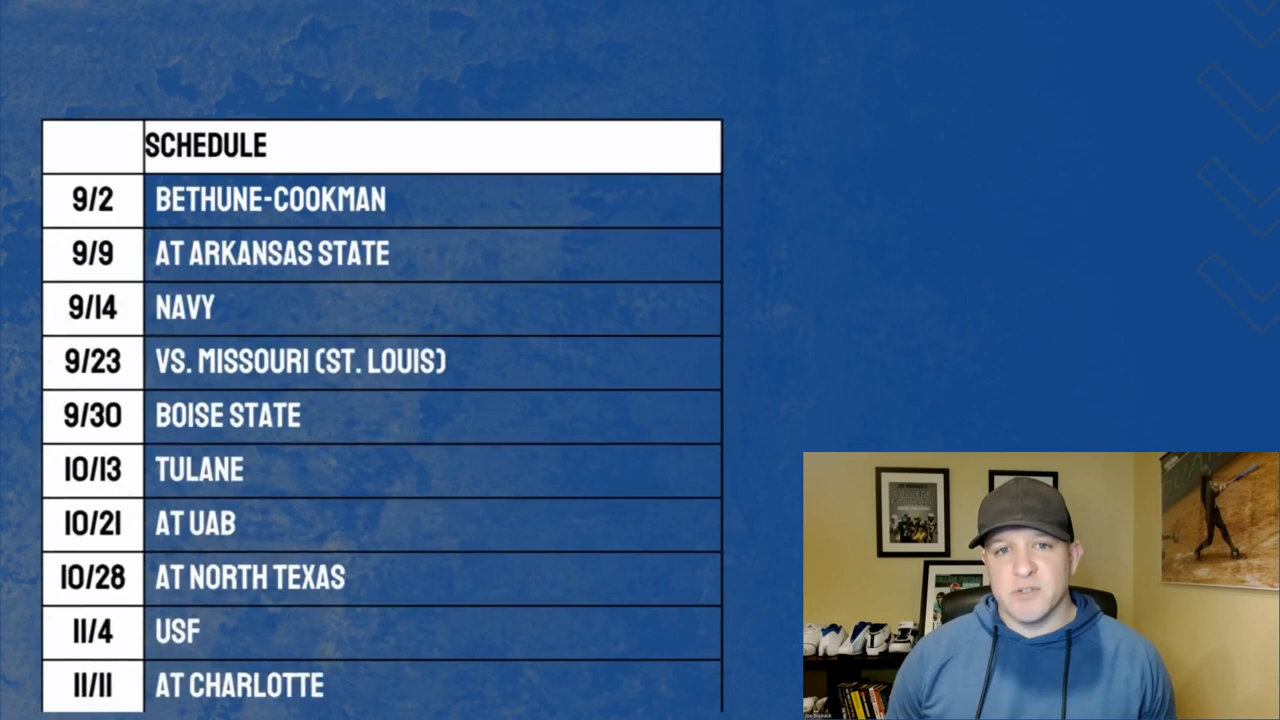 SCHEDULE
9/2 BETHUNE-COOKMAN
9/9 AT ARKANSAS STATE
9/14 NAVY
9/23 VS. MISSOURI (ST. LOUIS)
9/30 BOISE STATE
10/13 TULANE
10/21 AT UAB
10/28 AT NORTH TEXAS
11/4 USF
11/11 AT CHARLOTTE